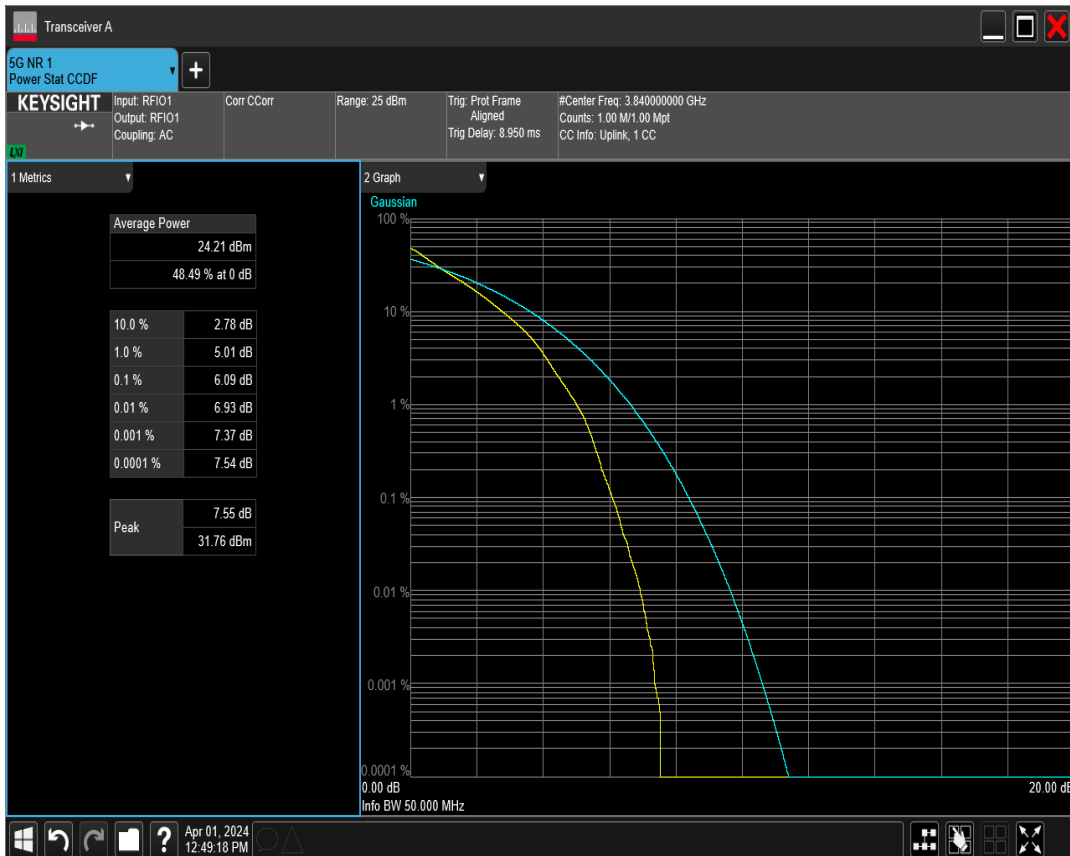 Transceiver A
5G NR 1
Power Stat CCDF
KEYSIGHT
LXI
Input: RFIO1
Output: RFIO1
Coupling: AC
Corr CCorr
Range: 25 dBm
Trig: Prot Frame
Aligned
Trig Delay: 8.950 ms
#Center Freq: 3.840000000 GHz
Counts: 1.00 M/1.00 Mpt
CC Info: Uplink, 1 CC
1 Metrics
Average Power
24.21 dBm
48.49 % at 0 dB
10.0 % 2.78 dB
1.0 % 5.01 dB
0.1 % 6.09 dB
0.01 % 6.93 dB
0.001 % 7.37 dB
0.0001 % 7.54 dB
Peak 7.55 dB
31.76 dBm
2 Graph
Gaussian
100 %
10 %
1 %
0.1 %
0.01 %
0.001 %
0.0001 %
0.00 dB 20.00 dB
Info BW 50.000 MHz
Apr 01, 2024
12:49:18 PM